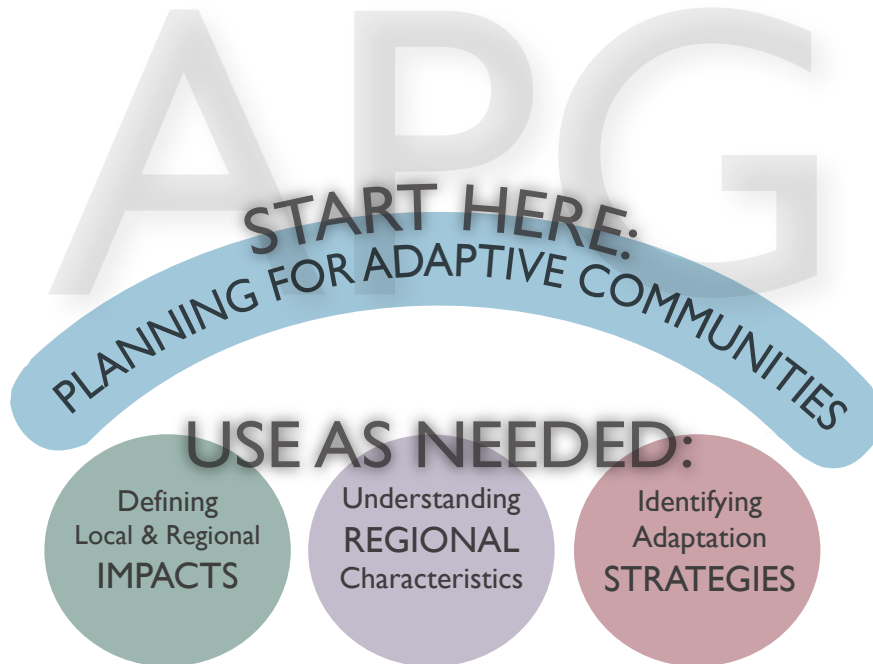 APG
START HERE:
PLANNING FOR ADAPTIVE COMMUNITIES
USE AS NEEDED:
Defining
Local & Regional
IMPACTS
Understanding
REGIONAL
Characteristics
Identifying
Adaptation
STRATEGIES